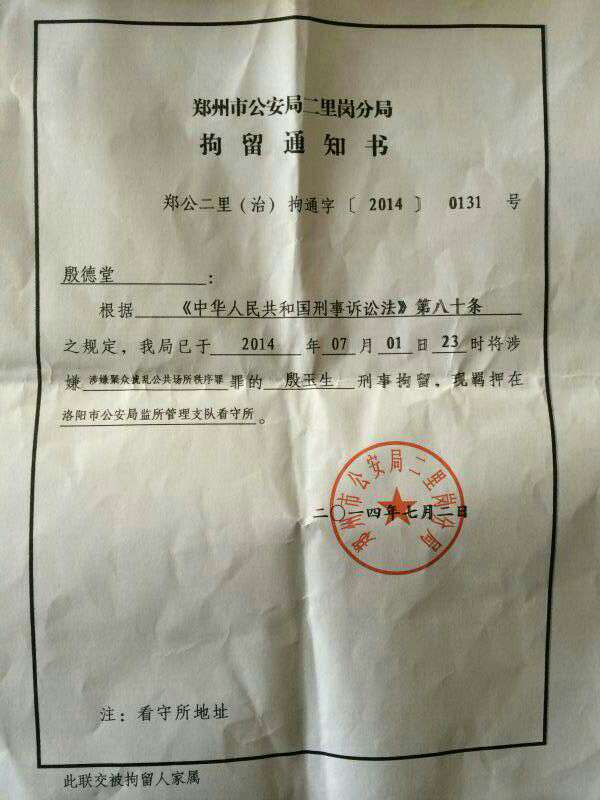 郑州市公安局二里岗分局
拘留通知书
郑公二里（治）拘通字〔2014〕0131 号
殷德堂：
根据《中华人民共和国刑事诉讼法》第八十条
之规定，我局已于 2014 年 07 月 01 日 23 时将涉
嫌 涉嫌聚众扰乱公共场所秩序罪 罪的 殷玉生 刑事拘留，现羁押在
洛阳市公安局监所管理支队看守所。
郑州市公安局二里岗分局
二〇一四年七月二日
注：看守所地址
此联交被拘留人家属